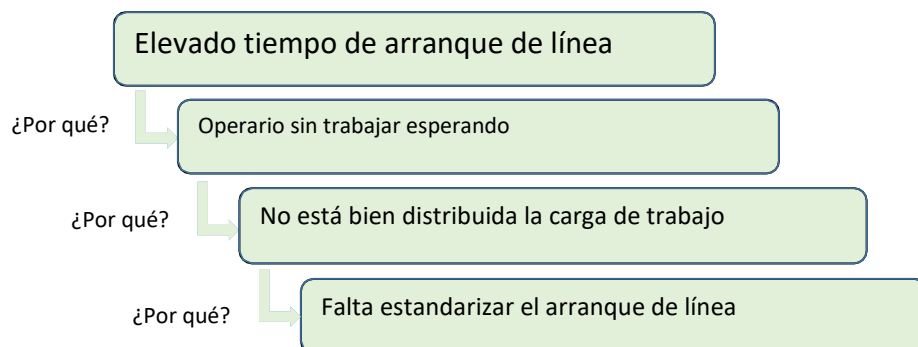 Elevado tiempo de arranque de línea
¿Por qué?
Operario sin trabajar esperando
¿Por qué?
No está bien distribuida la carga de trabajo
¿Por qué?
Falta estandarizar el arranque de línea